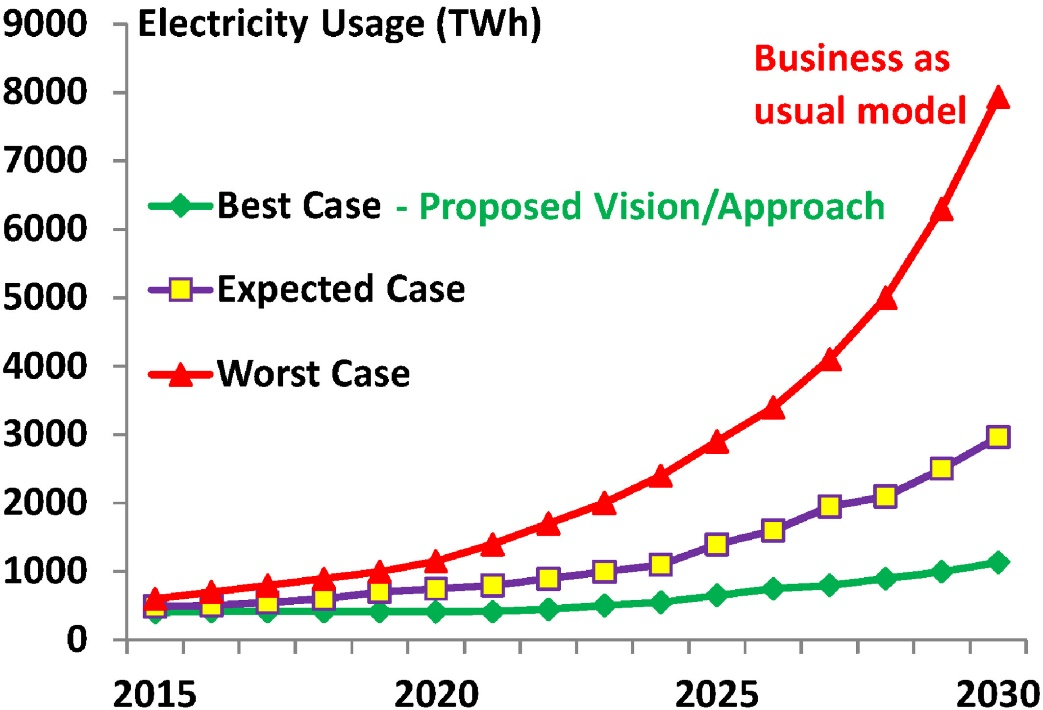 9000
Electricity Usage (TWh)
Business as
8000
usual model
7000
Best Case - Proposed Vision/Approach
6000
Expected Case
5000
4000
Worst Case
3000
2000
1000
0
2015
2020
2025
2030